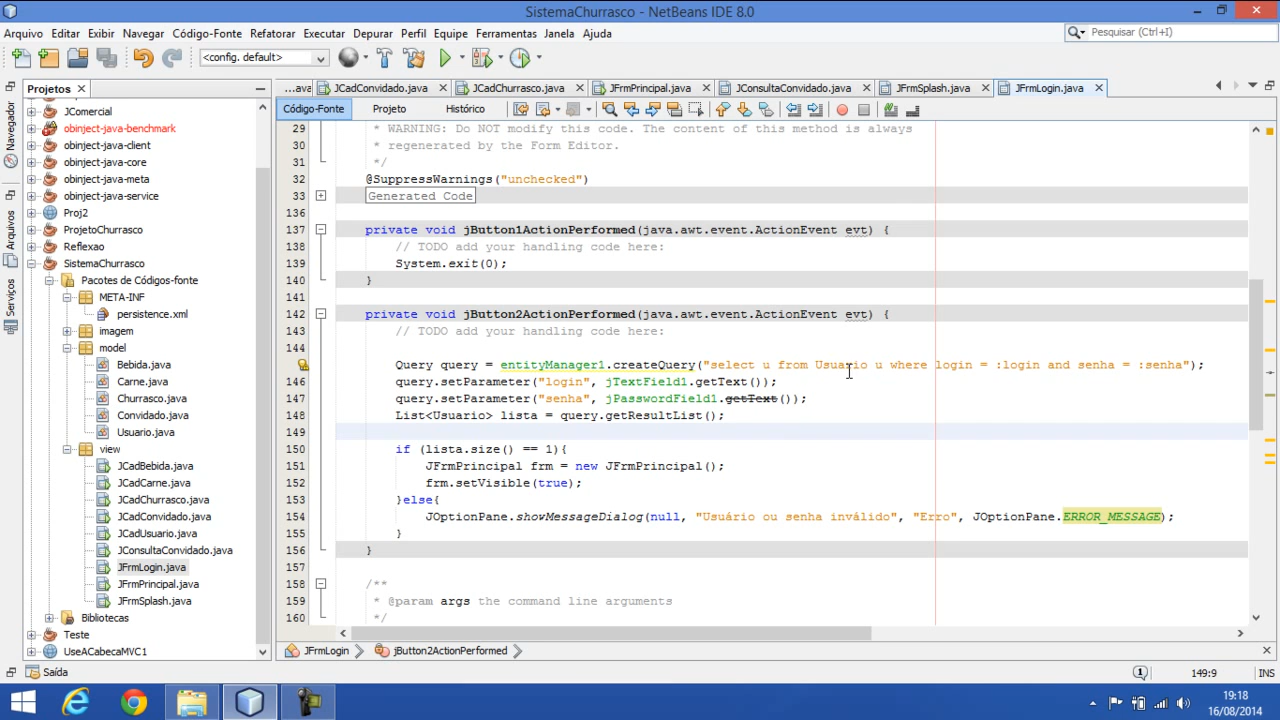 SistemaChurrasco - NetBeans IDE 8.0
Arquivo Editar Exibir Navegar Código-Fonte Refatorar Executar Depurar Perfil Equipe Ferramentas Janela Ajuda
Pesquisar (Ctrl+I)
<config. default>
Projetos
...ava JCadConvidado.java JCadChurrasco.java JFrmPrincipal.java JConsultaConvidado.java JFrmSplash.java JFrmLogin.java
Código-Fonte Projeto Histórico
Navegador
Arquivos
Serviços
JComercial
obinject-java-benchmark
obinject-java-client
obinject-java-core
obinject-java-meta
obinject-java-service
Proj2
ProjetoChurrasco
Reflexao
SistemaChurrasco
Pacotes de Códigos-fonte
META-INF
persistence.xml
imagem
model
Bebida.java
Carne.java
Churrasco.java
Convidado.java
Usuario.java
view
JCadBebida.java
JCadCarne.java
JCadChurrasco.java
JCadConvidado.java
JCadUsuario.java
JConsultaConvidado.java
JFrmLogin.java
JFrmPrincipal.java
JFrmSplash.java
Bibliotecas
Teste
UseACabecaMVC1
29 * WARNING: Do NOT modify this code. The content of this method is always
30 * regenerated by the Form Editor.
31 */
32 @SuppressWarnings("unchecked")
33 Generated Code
136
137 private void jButton1ActionPerformed(java.awt.event.ActionEvent evt) {
138 // TODO add your handling code here:
139 System.exit(0);
140 }
141
142 private void jButton2ActionPerformed(java.awt.event.ActionEvent evt) {
143 // TODO add your handling code here:
144
Query query = entityManager1.createQuery("select u from Usuario u where login = :login and senha = :senha");
146 query.setParameter("login", jTextField1.getText());
147 query.setParameter("senha", jPasswordField1.getText());
148 List<Usuario> lista = query.getResultList();
149
150 if (lista.size() == 1){
151 JFrmPrincipal frm = new JFrmPrincipal();
152 frm.setVisible(true);
153 }else{
154 JOptionPane.showMessageDialog(null, "Usuário ou senha inválido", "Erro", JOptionPane.ERROR_MESSAGE);
155 }
156 }
157
158 /**
159 * @param args the command line arguments
160 */
JFrmLogin jButton2ActionPerformed
Saída
1
149:9 INS
19:18
16/08/2014